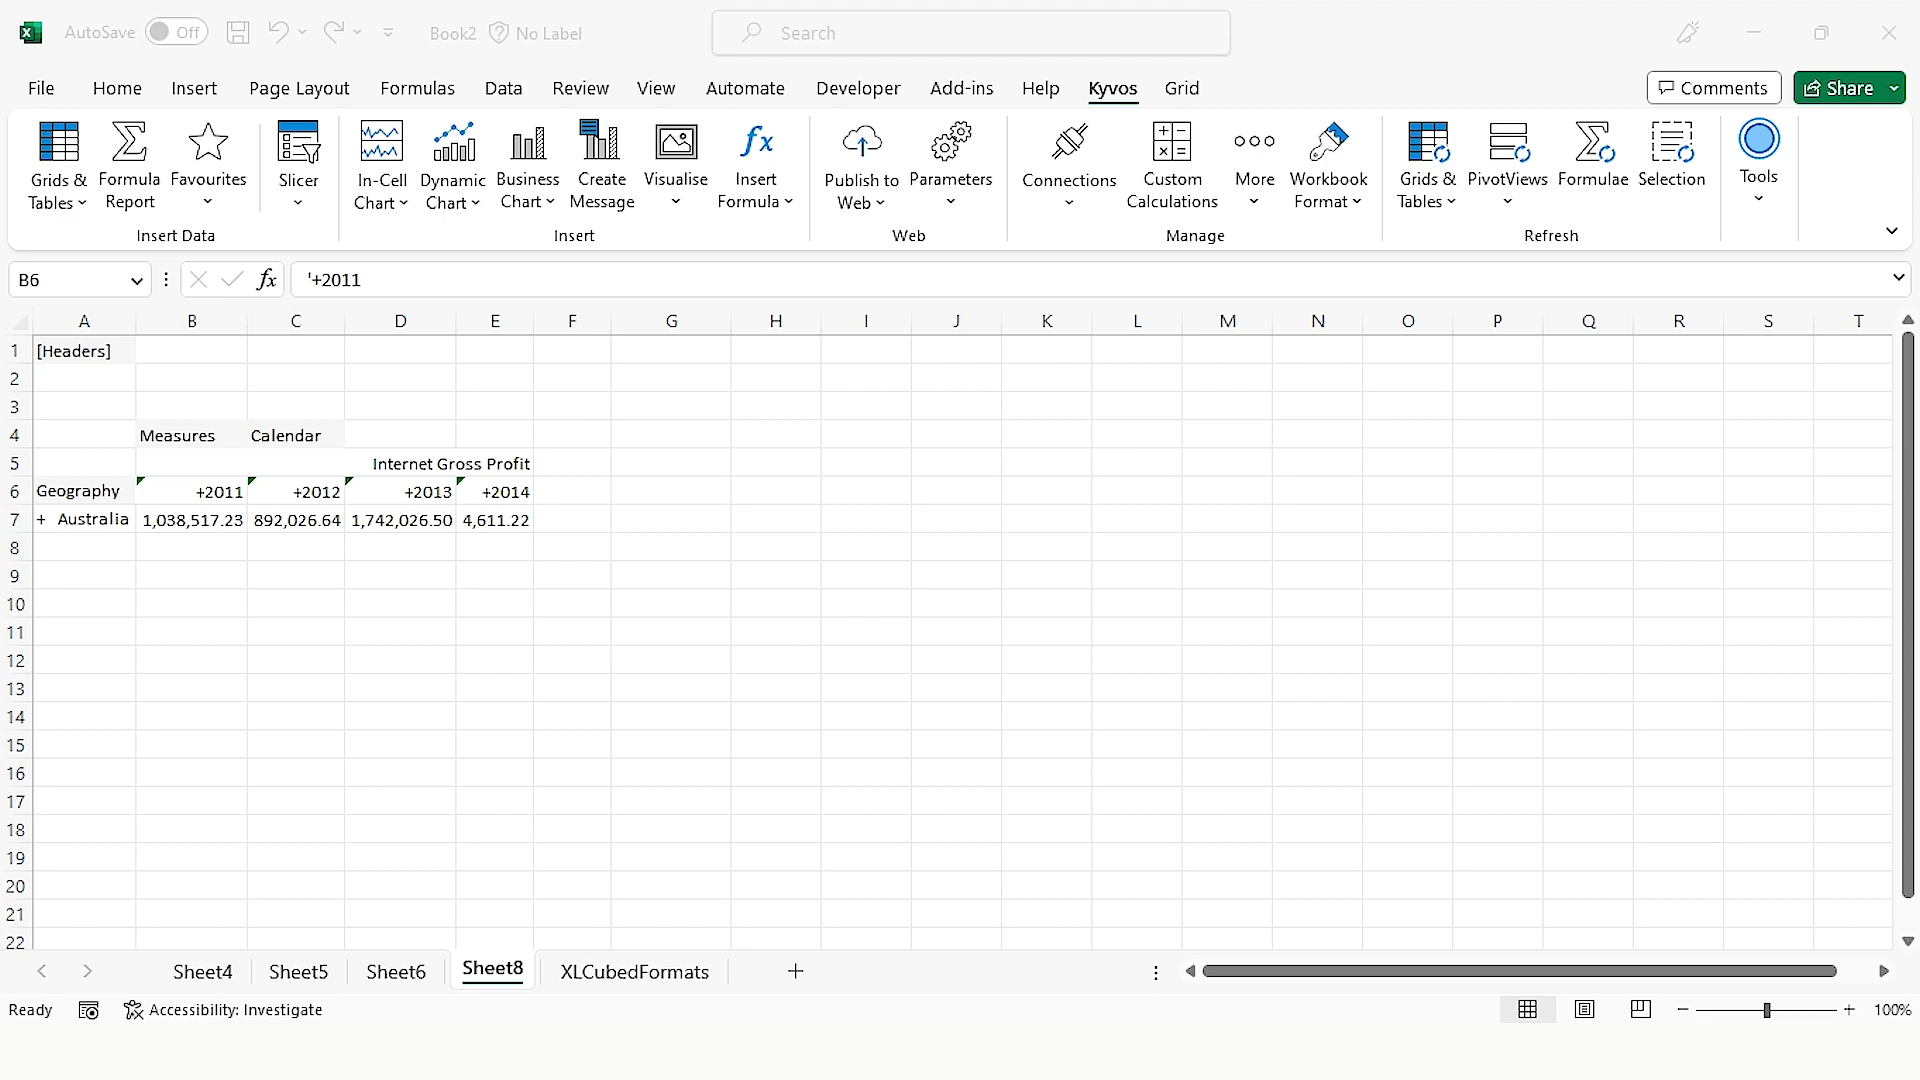 AutoSave Off Book2 No Label Search
File Home Insert Page Layout Formulas Data Review View Automate Developer Add-ins Help Kyvos Grid Comments Share
Grids & Tables Formula Report Favourites Slicer In-Cell Chart Dynamic Chart Business Chart Create Message Visualise Insert Formula Publish to Web Parameters Connections Custom Calculations More Workbook Format Grids & Tables PivotViews Formulae Selection Tools
Insert Data Insert Web Manage Refresh
B6 fx '+2011
A B C D E F G H I J K L M N O P Q R S T
1 [Headers]
2
3
4 Measures Calendar
5 Internet Gross Profit
6 Geography +2011 +2012 +2013 +2014
7 + Australia 1,038,517.23 892,026.64 1,742,026.50 4,611.22
8
9
10
11
12
13
14
15
16
17
18
19
20
21
22
Sheet4 Sheet5 Sheet6 Sheet8 XLCubedFormats +
Ready Accessibility: Investigate − + 100%